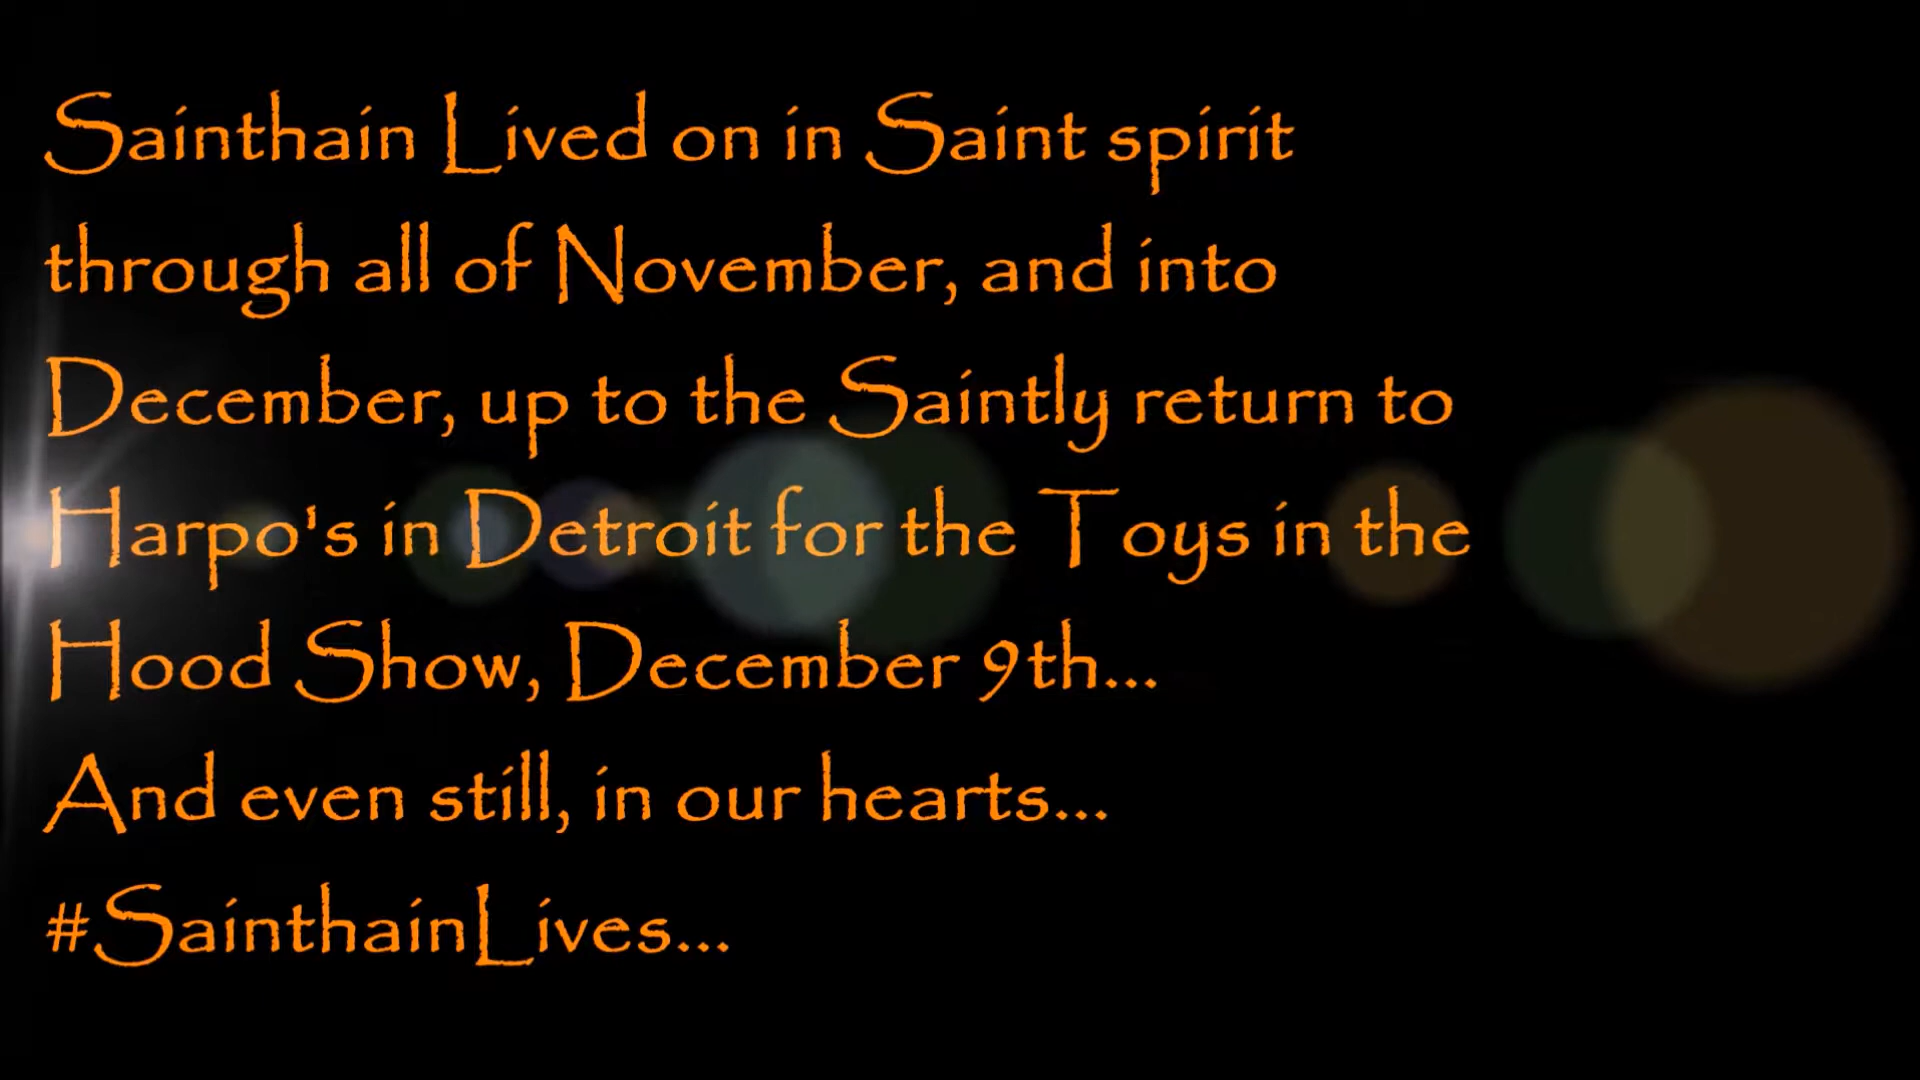 Sainthain Lived on in Saint spirit
through all of November, and into
December, up to the Saintly return to
Harpo's in Detroit for the Toys in the
Hood Show, December 9th...
And even still, in our hearts...
#SainthainLives...